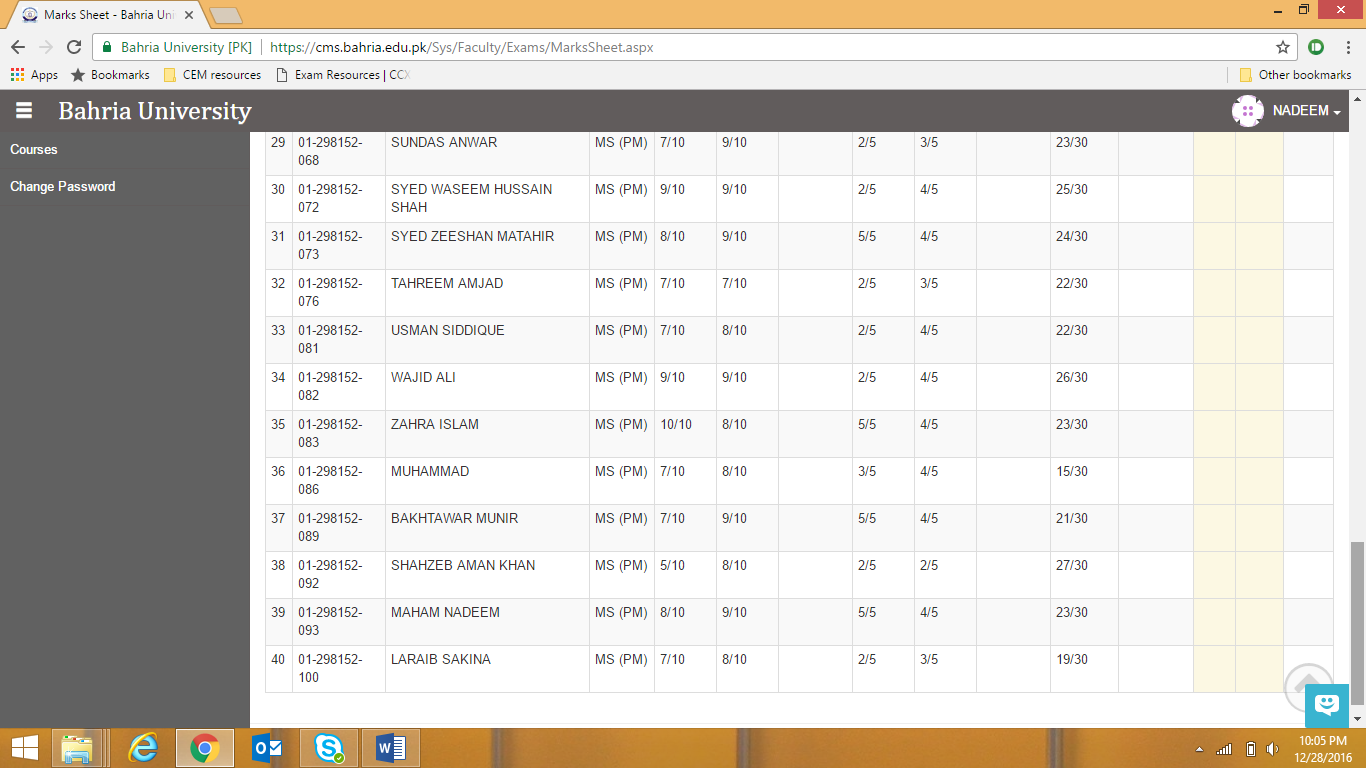 Marks Sheet - Bahria Uni
Bahria University [PK] https://cms.bahria.edu.pk/Sys/Faculty/Exams/MarksSheet.aspx
Apps Bookmarks CEM resources Exam Resources | CCX Other bookmarks
Bahria University NADEEM
Courses
Change Password
29 01-298152- SUNDAS ANWAR MS (PM) 7/10 9/10 2/5 3/5 23/30
068
30 01-298152- SYED WASEEM HUSSAIN MS (PM) 9/10 9/10 2/5 4/5 25/30
072 SHAH
31 01-298152- SYED ZEESHAN MATAHIR MS (PM) 8/10 9/10 5/5 4/5 24/30
073
32 01-298152- TAHREEM AMJAD MS (PM) 7/10 7/10 2/5 3/5 22/30
076
33 01-298152- USMAN SIDDIQUE MS (PM) 7/10 8/10 2/5 4/5 22/30
081
34 01-298152- WAJID ALI MS (PM) 9/10 9/10 2/5 4/5 26/30
082
35 01-298152- ZAHRA ISLAM MS (PM) 10/10 8/10 5/5 4/5 23/30
083
36 01-298152- MUHAMMAD MS (PM) 7/10 8/10 3/5 4/5 15/30
086
37 01-298152- BAKHTAWAR MUNIR MS (PM) 7/10 9/10 5/5 4/5 21/30
089
38 01-298152- SHAHZEB AMAN KHAN MS (PM) 5/10 8/10 2/5 2/5 27/30
092
39 01-298152- MAHAM NADEEM MS (PM) 8/10 9/10 5/5 4/5 23/30
093
40 01-298152- LARAIB SAKINA MS (PM) 7/10 8/10 2/5 3/5 19/30
100
10:05 PM
12/28/2016